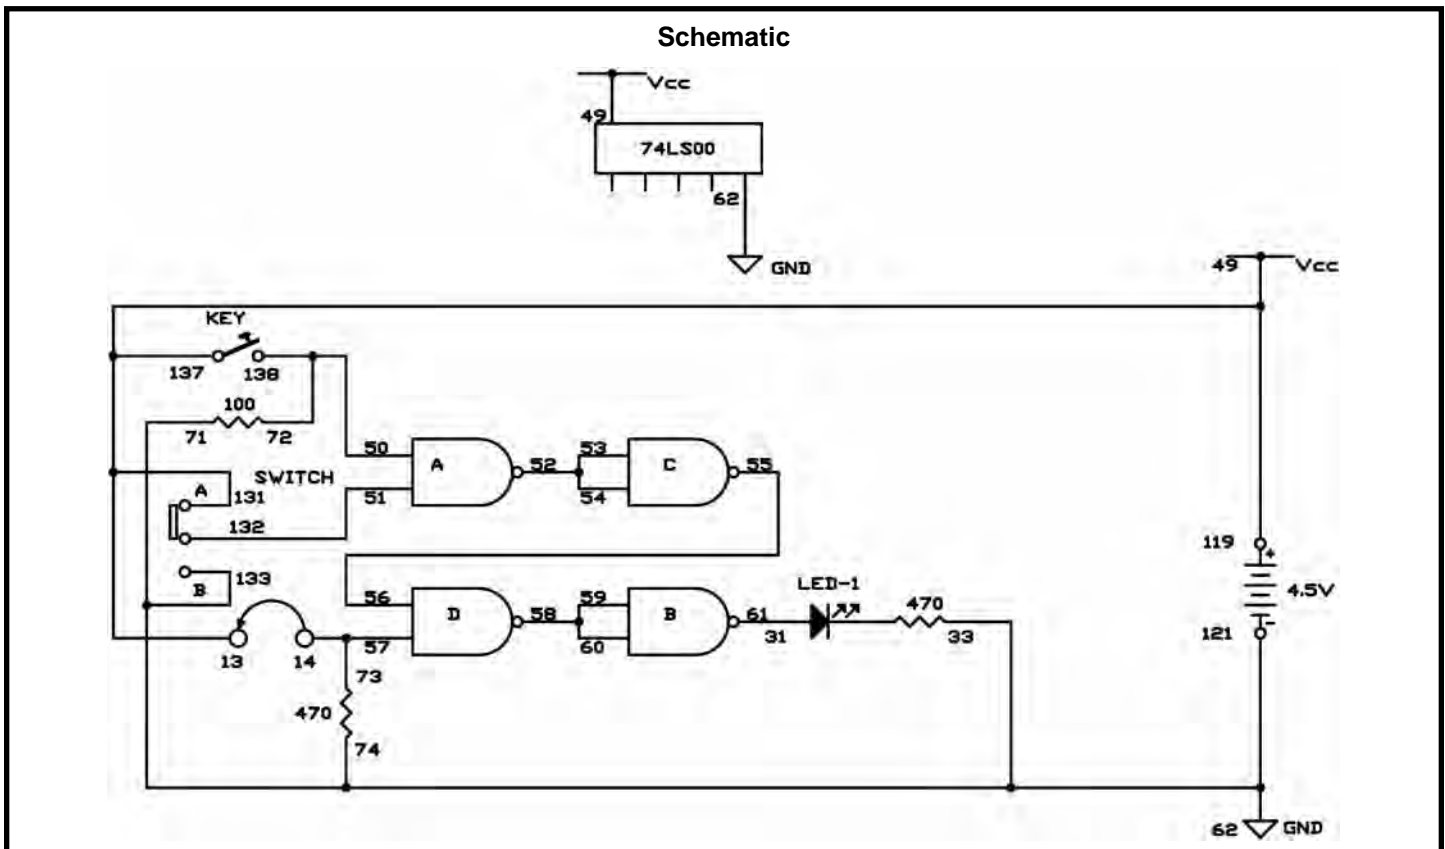 Schematic
Vcc
49
74LS00
62
GND
49 Vcc
KEY
137 138
100
71 72
50 A 52 53 C 55
SWITCH
51 54
A 131
132
119 +
4.5V
121 -
B 133
LED-1
56 D 58 59 B 61 470
57 60 31 33
13 14
73
470
74
62 GND